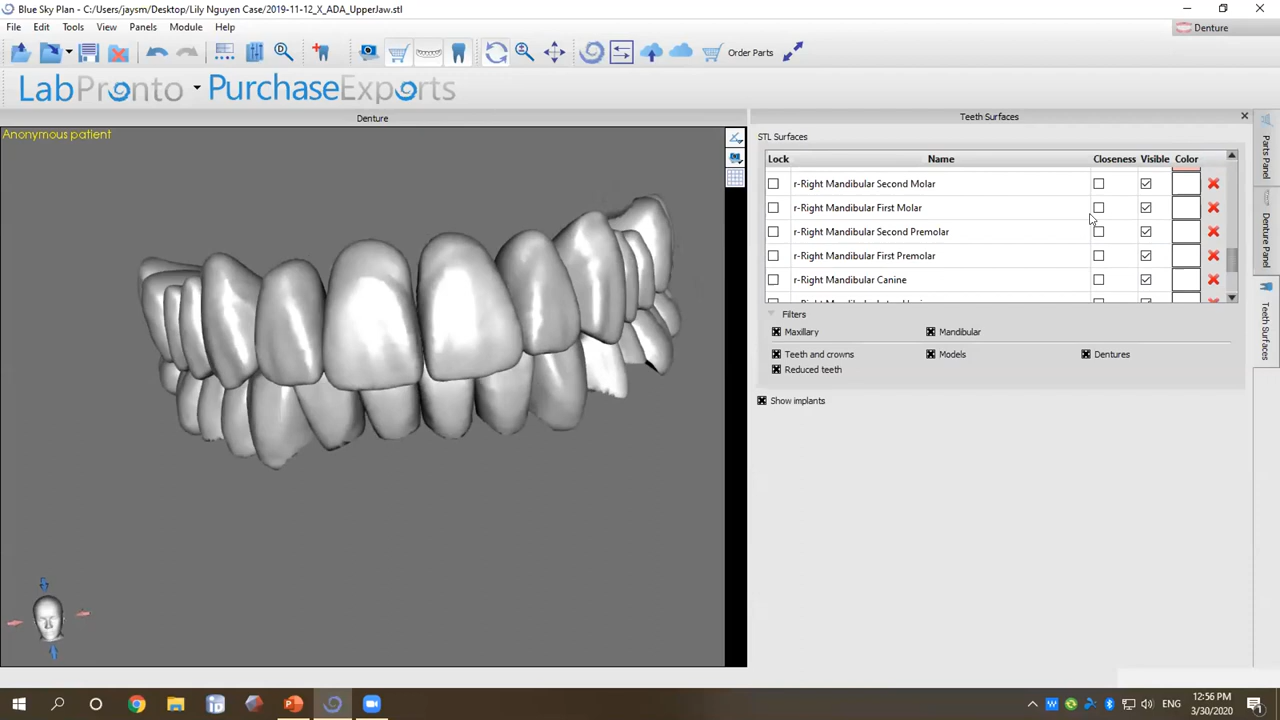 Blue Sky Plan - C:/Users/jaysm/Desktop/Lily Nguyen Case/2019-11-12_X_ADA_UpperJaw.stl
File Edit Tools View Panels Module Help
Denture
Order Parts
LabPronto PurchaseExports
Denture
Teeth Surfaces
Anonymous patient
STL Surfaces
Lock Name Closeness Visible Color
r-Right Mandibular Second Molar
r-Right Mandibular First Molar
r-Right Mandibular Second Premolar
r-Right Mandibular First Premolar
r-Right Mandibular Canine
Filters
Maxillary Mandibular
Teeth and crowns Models Dentures
Reduced teeth
Show implants
Parts Panel
Denture Panel
Teeth Surfaces
ENG
12:56 PM
3/30/2020